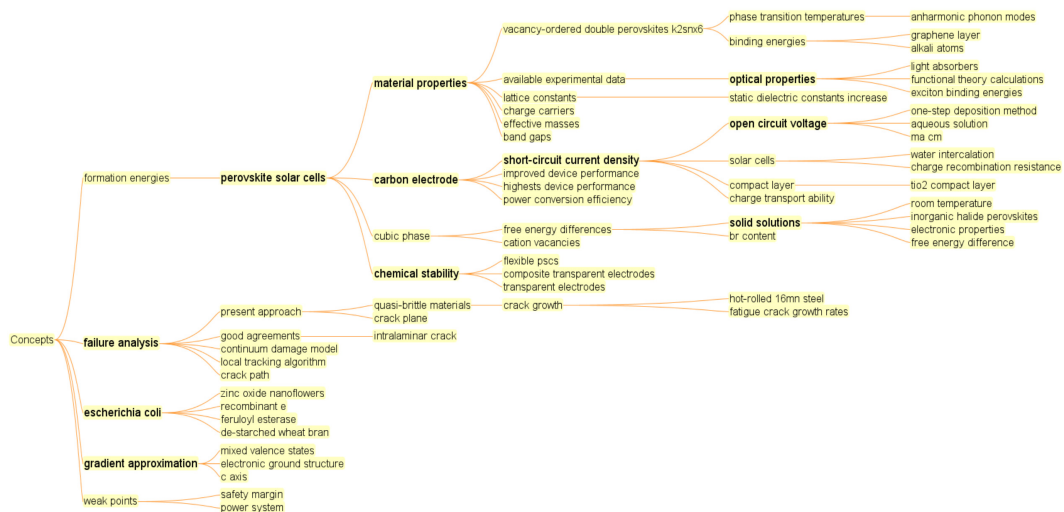 Concepts
formation energies
perovskite solar cells
material properties
vacancy-ordered double perovskites k2snx6
phase transition temperatures
anharmonic phonon modes
binding energies
graphene layer
alkali atoms
available experimental data
optical properties
light absorbers
functional theory calculations
exciton binding energies
lattice constants
static dielectric constants increase
charge carriers
effective masses
band gaps
carbon electrode
short-circuit current density
open circuit voltage
one-step deposition method
aqueous solution
ma cm
solar cells
water intercalation
charge recombination resistance
compact layer
tio2 compact layer
charge transport ability
improved device performance
highests device performance
power conversion efficiency
cubic phase
free energy differences
solid solutions
room temperature
inorganic halide perovskites
electronic properties
free energy difference
br content
cation vacancies
chemical stability
flexible pscs
composite transparent electrodes
transparent electrodes
failure analysis
present approach
quasi-brittle materials
crack growth
hot-rolled 16mn steel
fatigue crack growth rates
crack plane
good agreements
intralaminar crack
continuum damage model
local tracking algorithm
crack path
escherichia coli
zinc oxide nanoflowers
recombinant e
feruloyl esterase
de-starched wheat bran
gradient approximation
mixed valence states
electronic ground structure
c axis
weak points
safety margin
power system